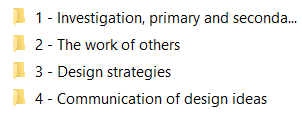 1 - Investigation, primary and seconda...
2 - The work of others
3 - Design strategies
4 - Communication of design ideas